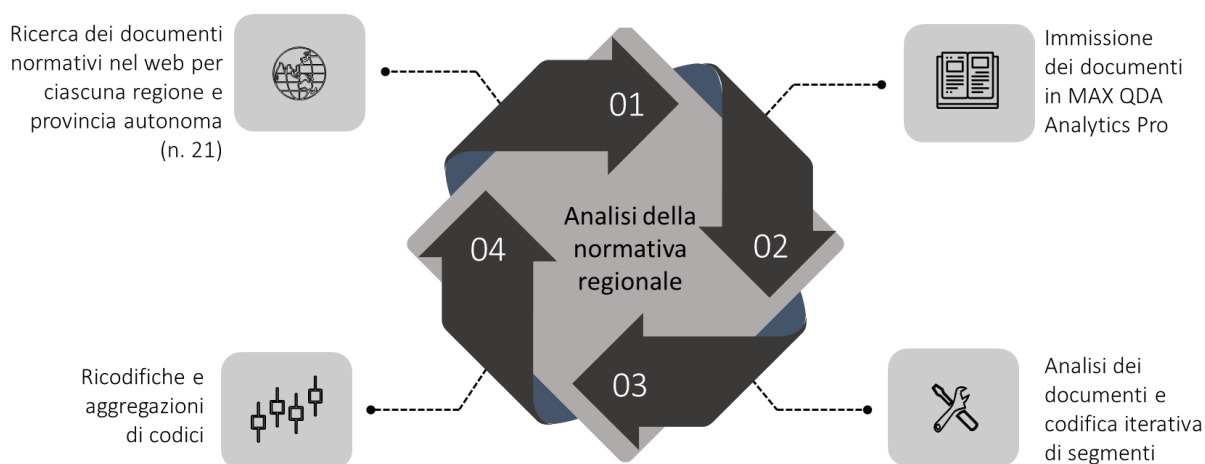 Ricerca dei documenti
normativi nel web per
ciascuna regione e
provincia autonoma
(n. 21)
01
Immissione
dei documenti
in MAX QDA
Analytics Pro
02
Analisi della
normativa
regionale
04
03
Ricodifiche e
aggregazioni
di codici
Analisi dei
documenti e
codifica iterativa
di segmenti